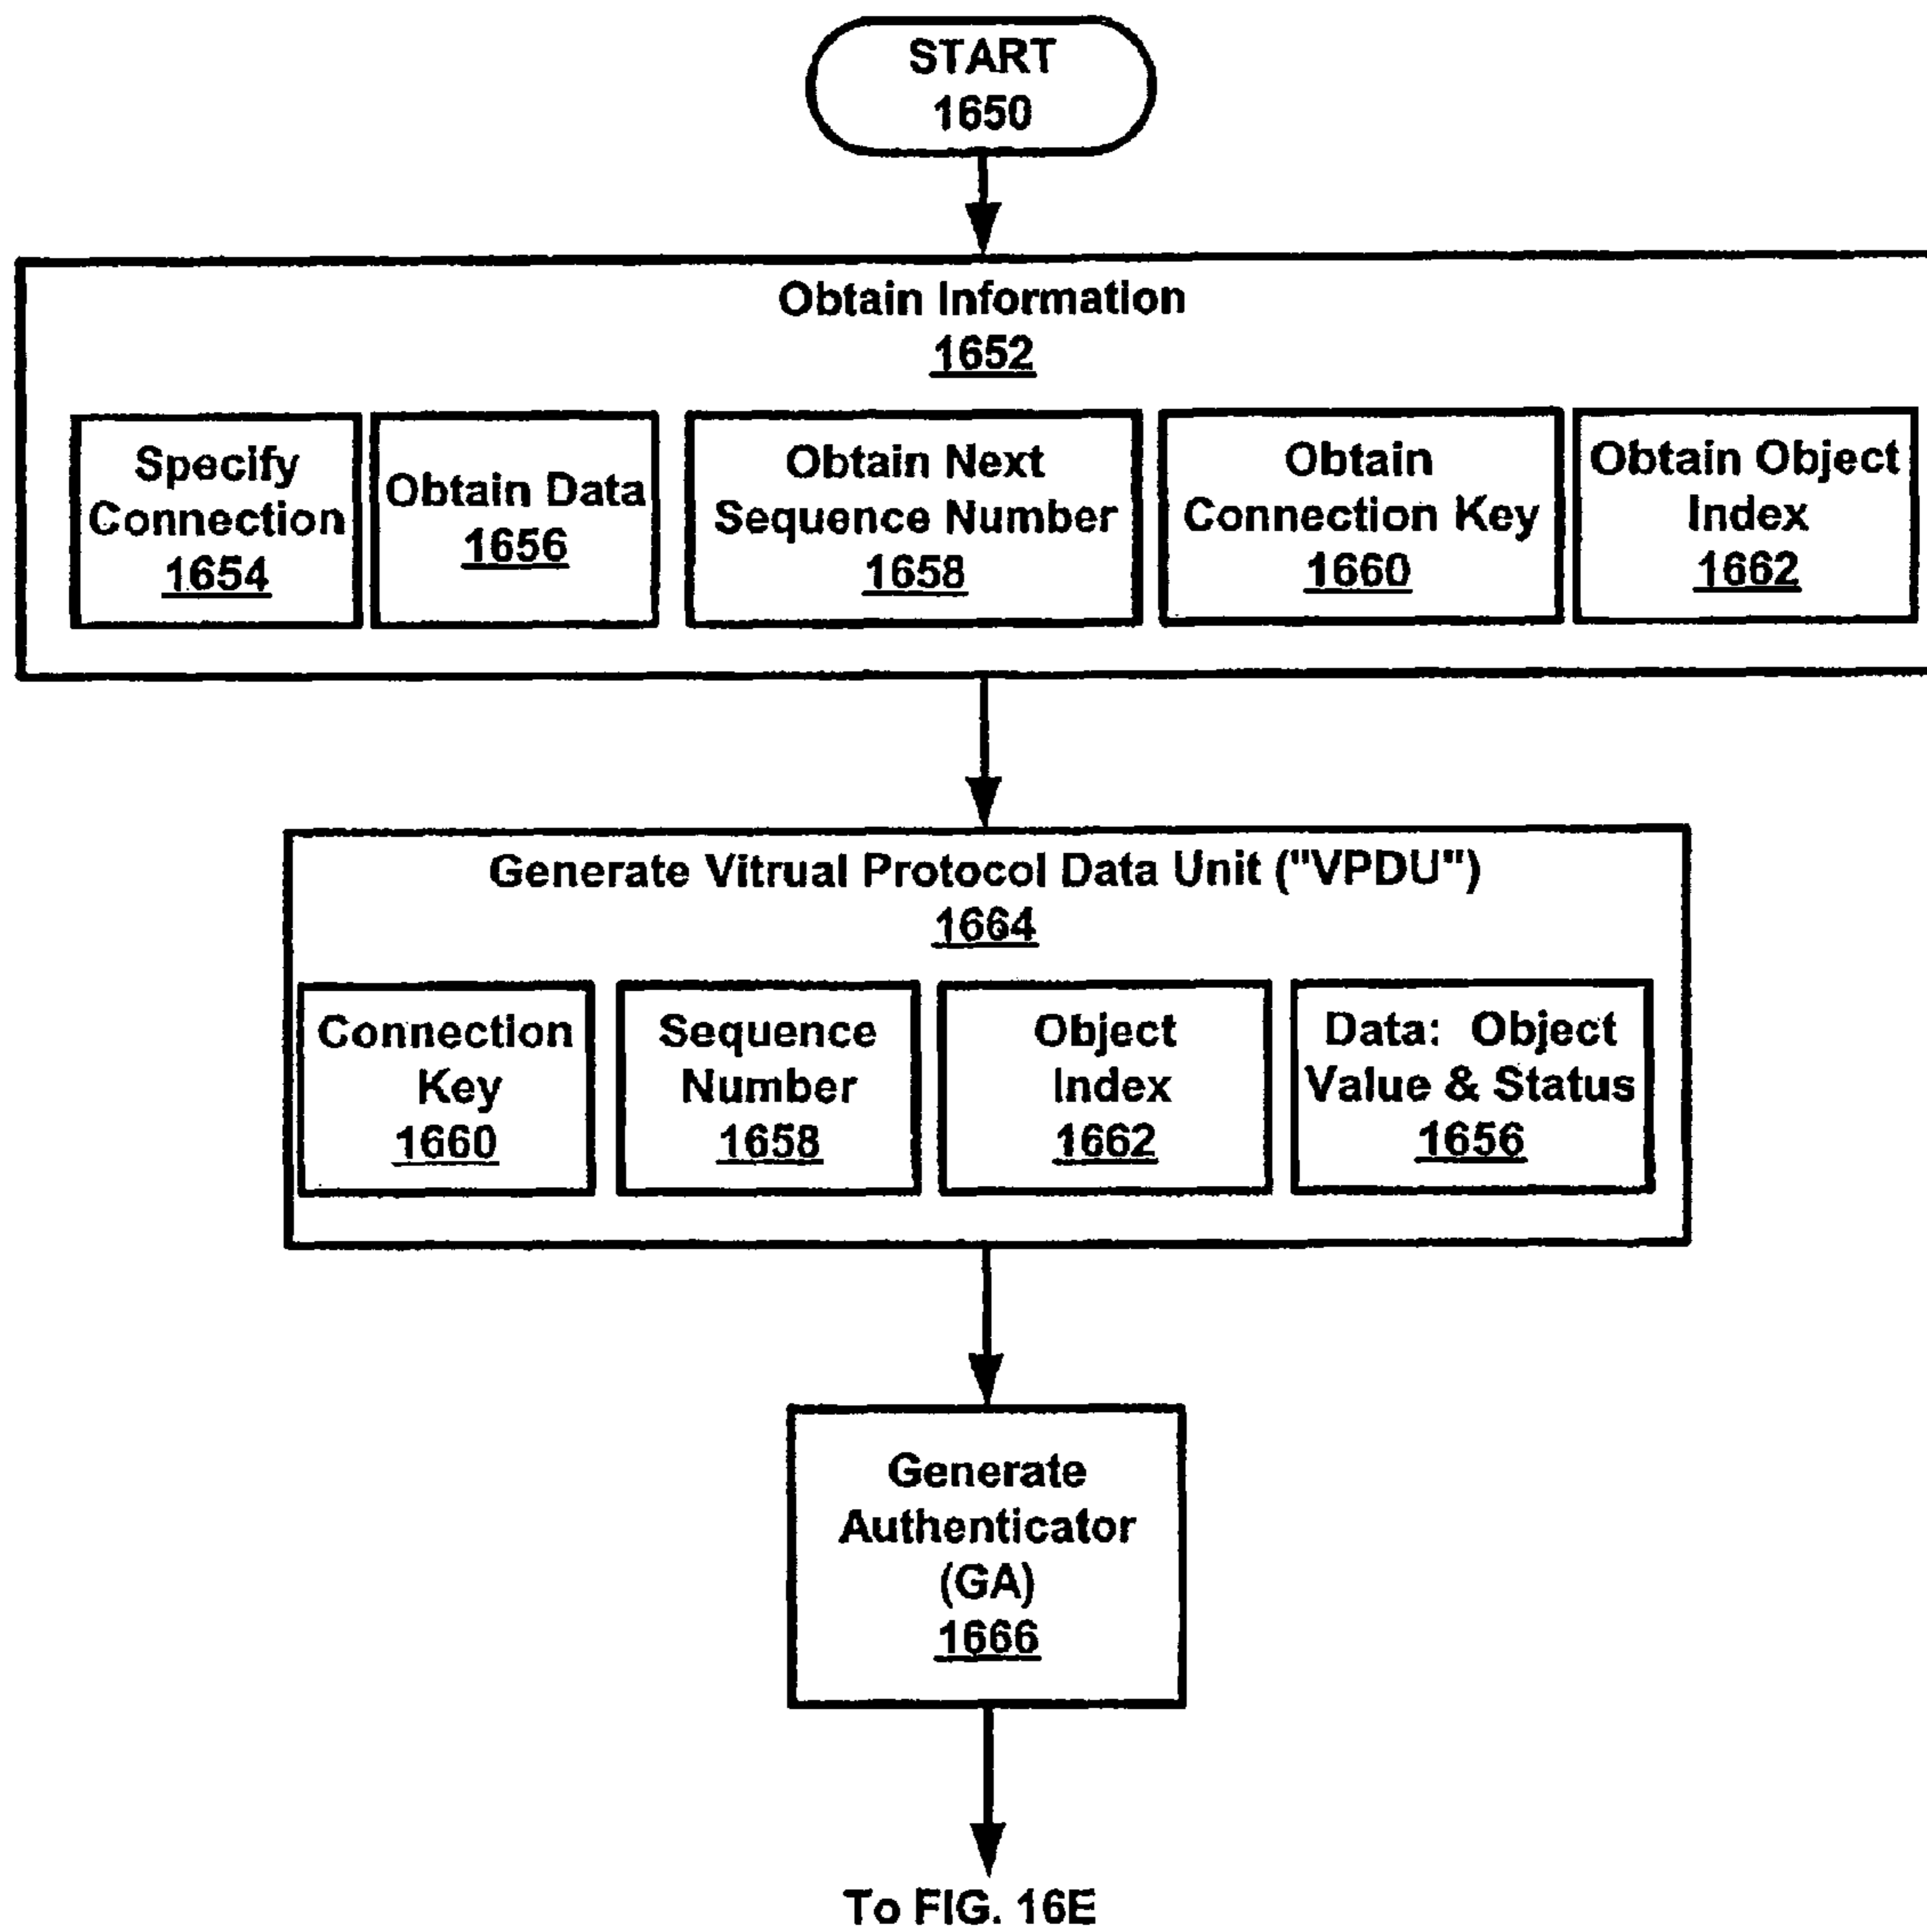 START
1650
Obtain Information
1652
Specify
Connection
1654
Obtain Data
1656
Obtain Next
Sequence Number
1658
Obtain
Connection Key
1660
Obtain Object
Index
1662
Generate Vitrual Protocol Data Unit ("VPDU")
1664
Connection
Key
1660
Sequence
Number
1658
Object
Index
1662
Data: Object
Value & Status
1656
Generate
Authenticator
(GA)
1666
To FIG. 16E